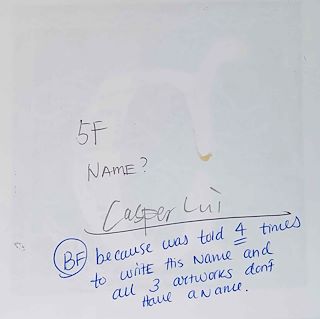 5F
NAME?
Casper Lui
BF because was told 4 times
to write this Name and
all 3 artworks don't
Have a Name.